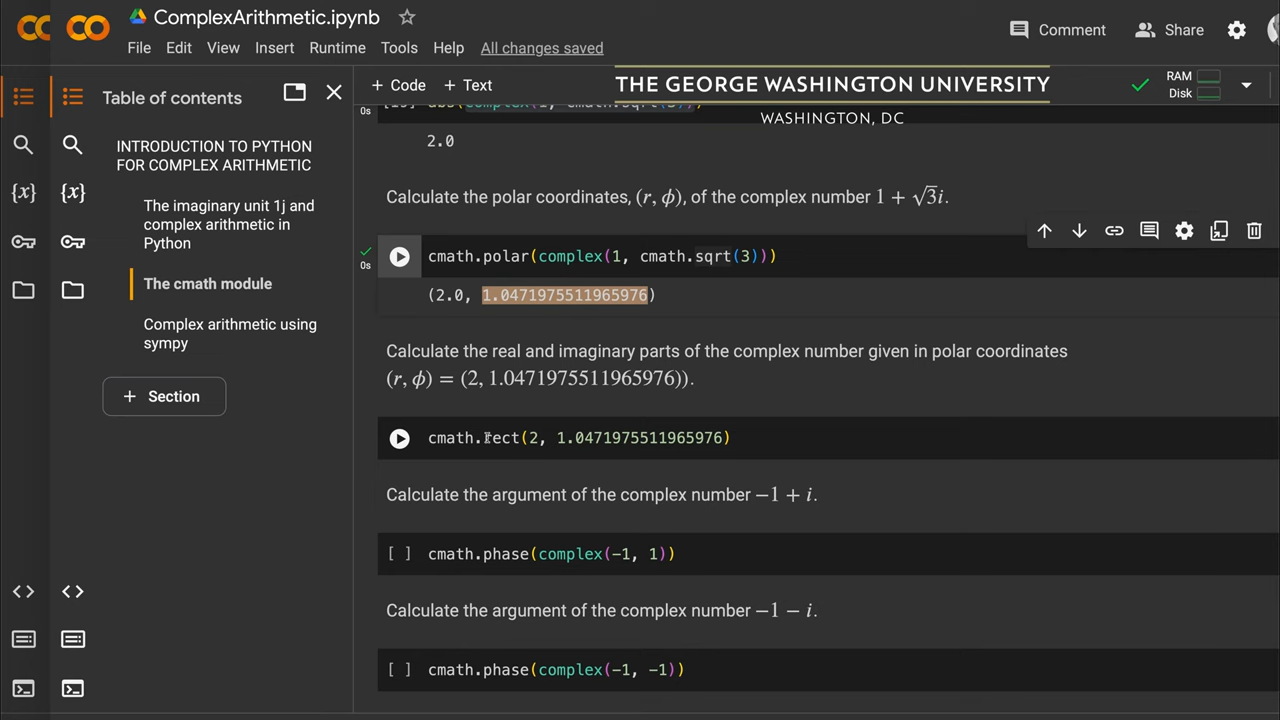 ComplexArithmetic.ipynb
Comment
Share
File Edit View Insert Runtime Tools Help All changes saved
Table of contents
+ Code + Text
THE GEORGE WASHINGTON UNIVERSITY
WASHINGTON, DC
RAM
Disk
INTRODUCTION TO PYTHON
FOR COMPLEX ARITHMETIC
The imaginary unit 1j and
complex arithmetic in
Python
The cmath module
Complex arithmetic using
sympy
+ Section
0s
2.0
Calculate the polar coordinates, (r, ϕ), of the complex number 1 + √3i.
0s
cmath.polar(complex(1, cmath.sqrt(3)))
(2.0, 1.0471975511965976)
Calculate the real and imaginary parts of the complex number given in polar coordinates
(r, ϕ) = (2, 1.0471975511965976)).
cmath.rect(2, 1.0471975511965976)
Calculate the argument of the complex number −1 + i.
[ ] cmath.phase(complex(-1, 1))
Calculate the argument of the complex number −1 − i.
[ ] cmath.phase(complex(-1, -1))